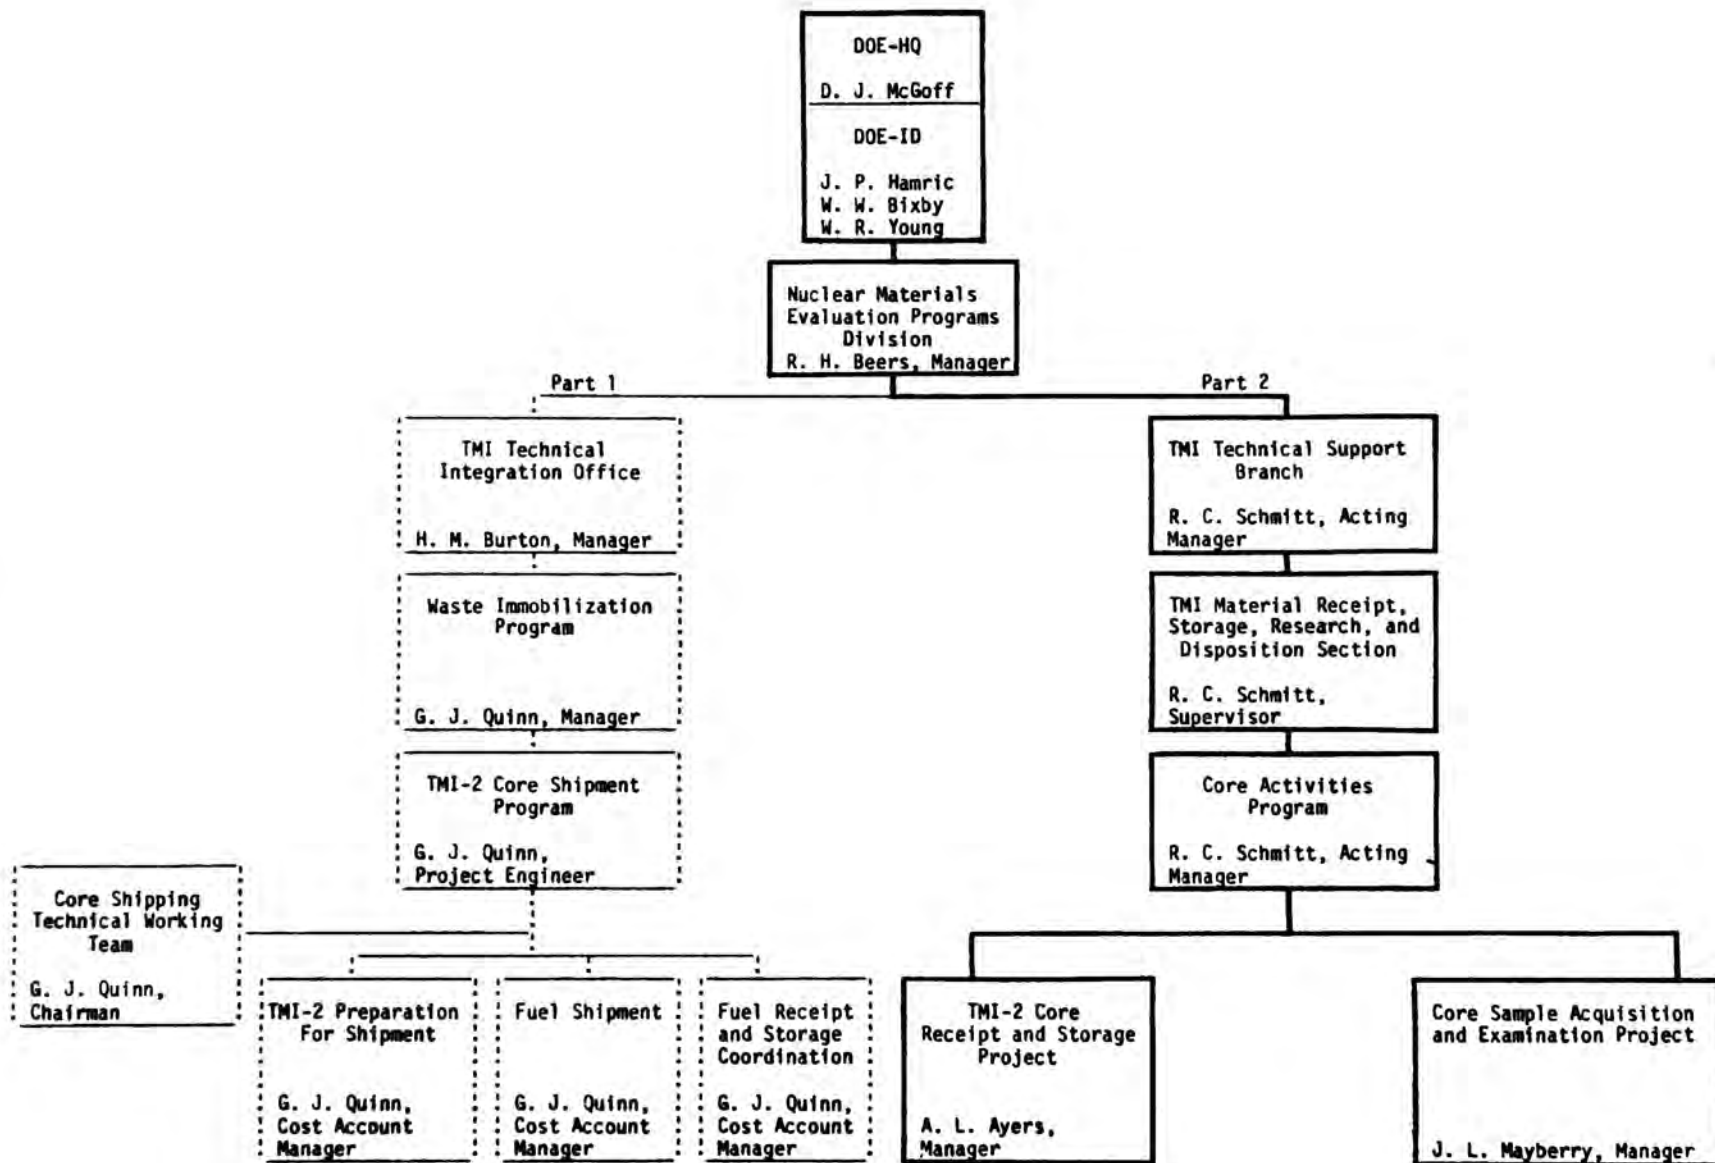 DOE-HQ
D. J. McGoff
DOE-ID
J. P. Hamric
W. W. Bixby
W. R. Young
Nuclear Materials
Evaluation Programs
Division
R. H. Beers, Manager
Part 1
Part 2
TMI Technical
Integration Office
H. M. Burton, Manager
TMI Technical Support
Branch
R. C. Schmitt, Acting
Manager
Waste Immobilization
Program
G. J. Quinn, Manager
TMI Material Receipt,
Storage, Research, and
Disposition Section
R. C. Schmitt,
Supervisor
TMI-2 Core Shipment
Program
G. J. Quinn,
Project Engineer
Core Activities
Program
R. C. Schmitt, Acting
Manager
Core Shipping
Technical Working
Team
G. J. Quinn,
Chairman
TMI-2 Preparation
For Shipment
G. J. Quinn,
Cost Account
Manager
Fuel Shipment
G. J. Quinn,
Cost Account
Manager
Fuel Receipt
and Storage
Coordination
G. J. Quinn,
Cost Account
Manager
TMI-2 Core
Receipt and Storage
Project
A. L. Ayers,
Manager
Core Sample Acquisition
and Examination Project
J. L. Mayberry, Manager